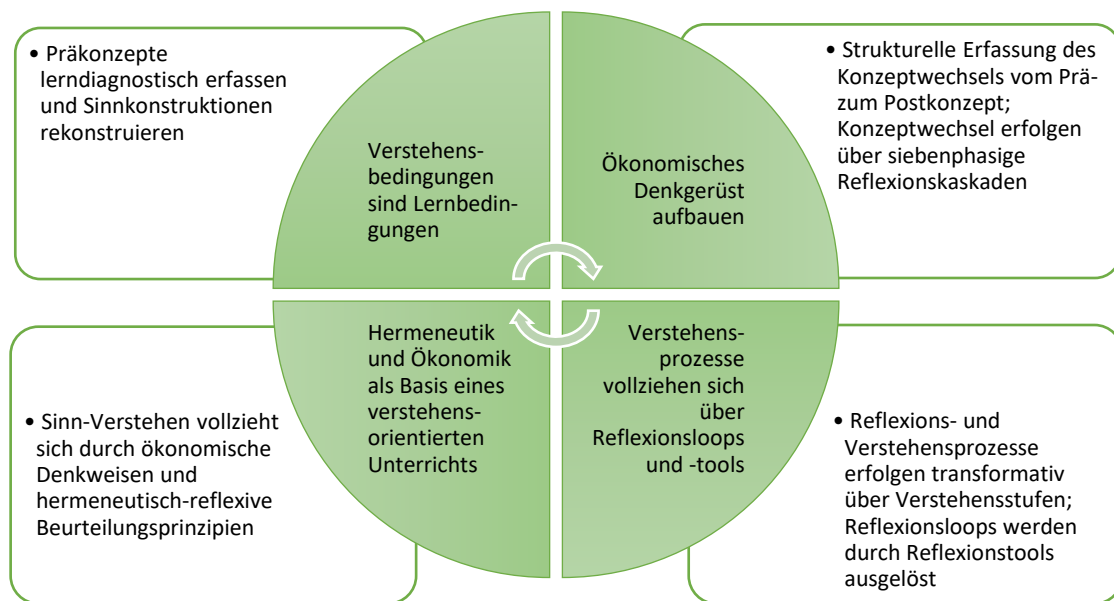 • Präkonzepte
lerndiagnostisch erfassen
und Sinnkonstruktionen
rekonstruieren
Verstehens-
bedingungen
sind Lernbedin-
gungen
Ökonomisches
Denkgerüst
aufbauen
• Strukturelle Erfassung des
Konzeptwechsels vom Prä-
zum Postkonzept;
Konzeptwechsel erfolgen
über siebenphasige
Reflexionskaskaden
• Sinn-Verstehen vollzieht
sich durch ökonomische
Denkweisen und
hermeneutisch-reflexive
Beurteilungsprinzipien
Hermeneutik
und Ökonomik
als Basis eines
verstehens-
orientierten
Unterrichts
Verstehens-
prozesse
vollziehen sich
über
Reflexionsloops
und -tools
• Reflexions- und
Verstehensprozesse
erfolgen transformativ
über Verstehensstufen;
Reflexionsloops werden
durch Reflexionstools
ausgelöst